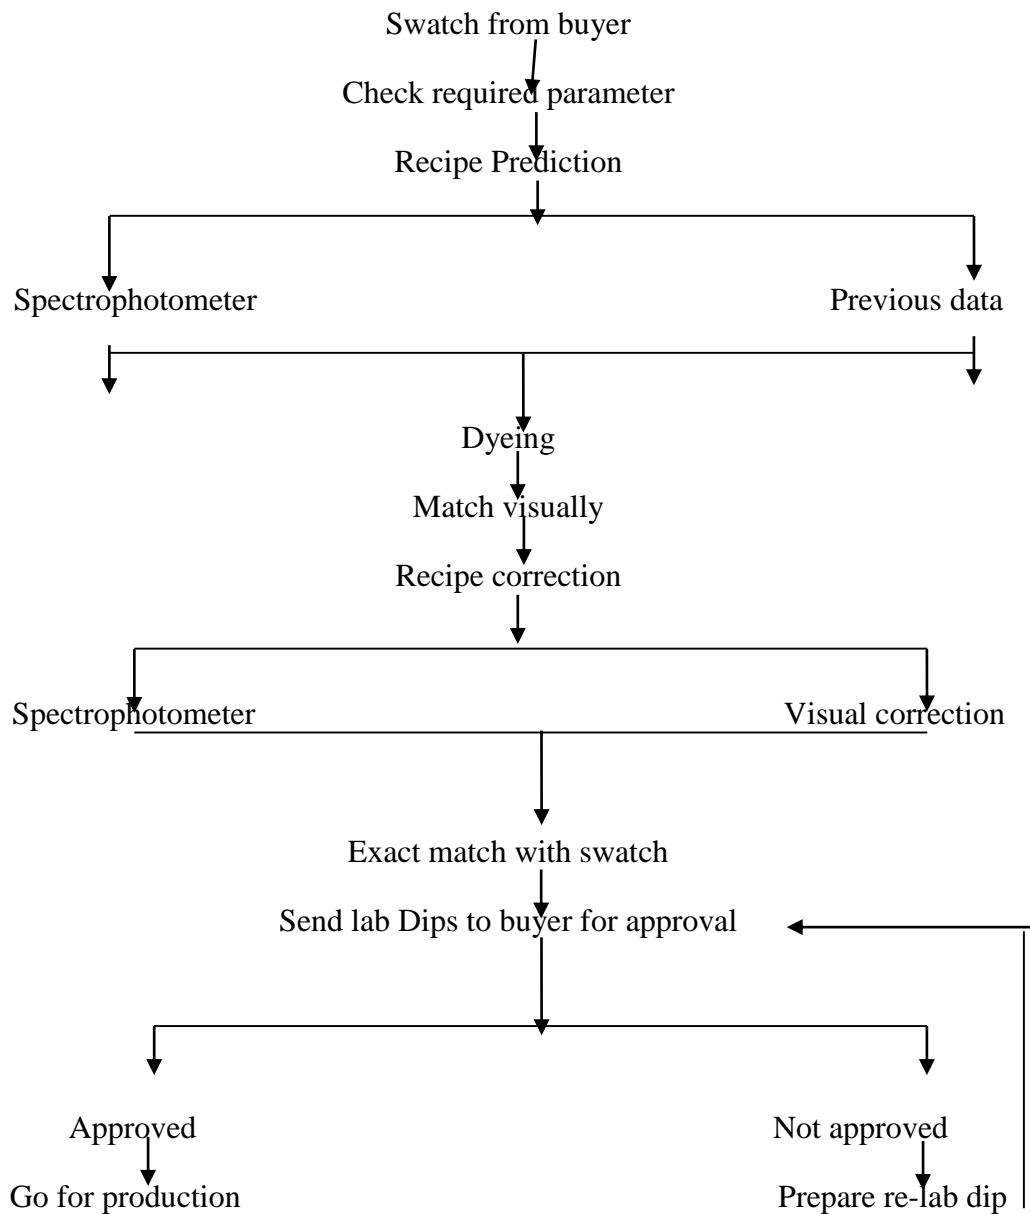 Swatch from buyer
Check required parameter
Recipe Prediction
Spectrophotometer
Previous data
Dyeing
Match visually
Recipe correction
Spectrophotometer
Visual correction
Exact match with swatch
Send lab Dips to buyer for approval
Approved
Not approved
Go for production
Prepare re-lab dip